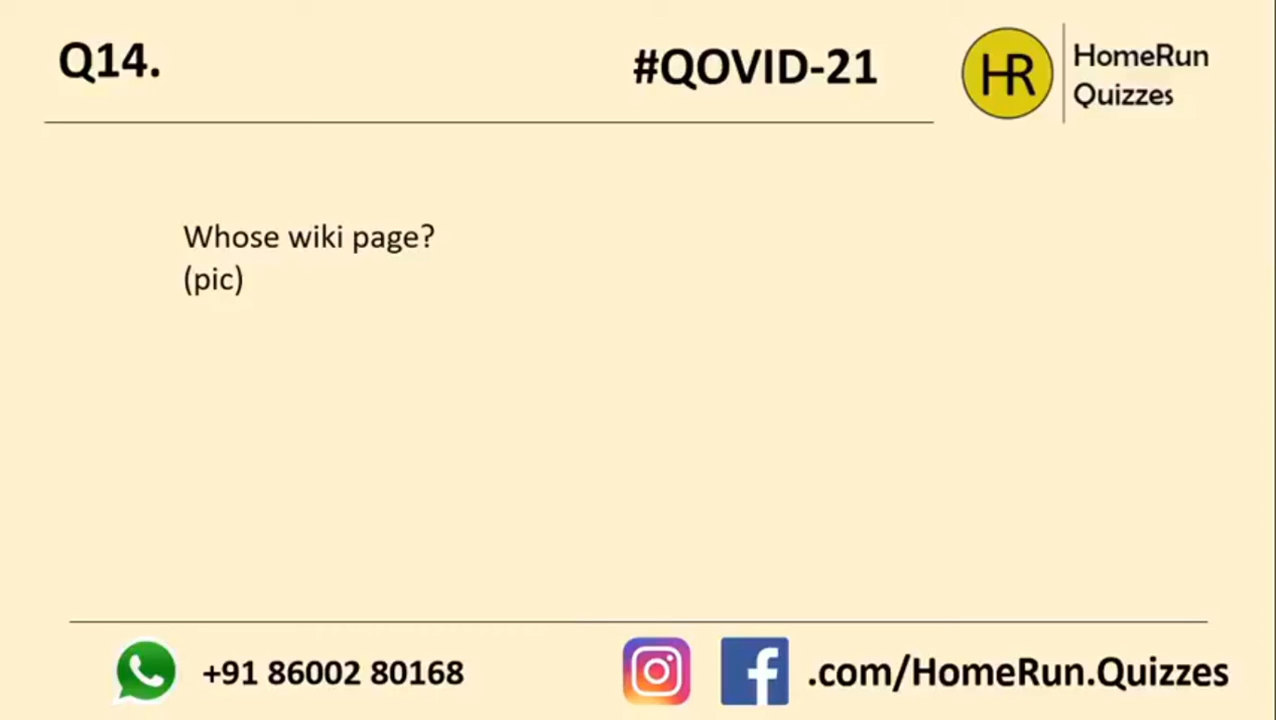 Q14.
#QOVID-21
HR
HomeRun
Quizzes
Whose wiki page?
(pic)
+91 86002 80168
.com/HomeRun.Quizzes